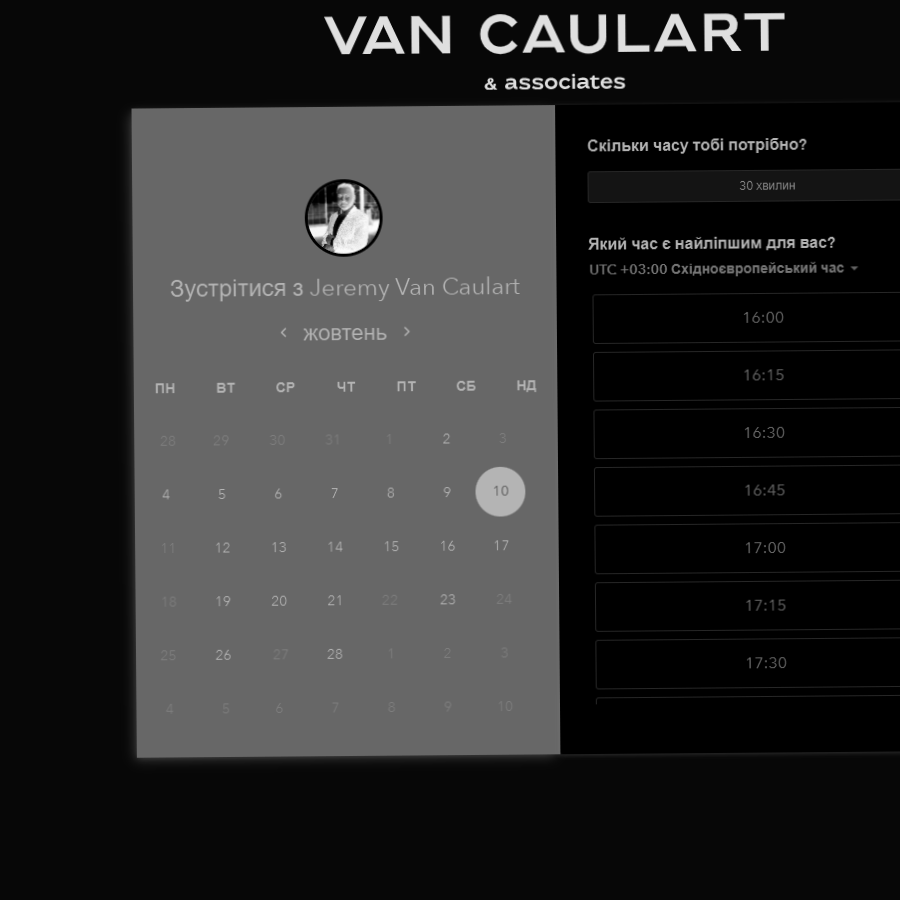 VAN CAULART
& associates
Зустрітися з Jeremy Van Caulart
‹ жовтень ›
ПН ВТ СР ЧТ ПТ СБ НД
28 29 30 31 1 2 3
4 5 6 7 8 9 10
11 12 13 14 15 16 17
18 19 20 21 22 23 24
25 26 27 28 1 2 3
4 5 6 7 8 9 10
Скільки часу тобі потрібно?
30 хвилин
Який час є найліпшим для вас?
UTC +03:00 Східноєвропейський час
16:00
16:15
16:30
16:45
17:00
17:15
17:30